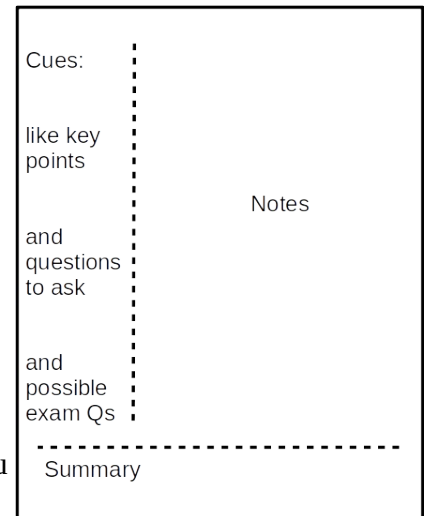 Cues:
like key
points
Notes
and
questions
to ask
and
possible
exam Qs
Summary